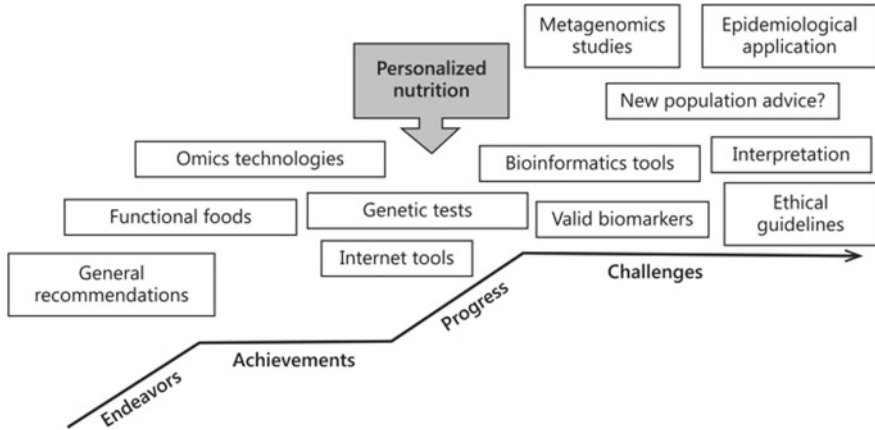 Metagenomics
studies
Epidemiological
application
Personalized
nutrition
New population advice?
Omics technologies
Bioinformatics tools
Interpretation
Functional foods
Genetic tests
Valid biomarkers
Ethical
guidelines
Internet tools
General
recommendations
Challenges
Progress
Achievements
Endeavors